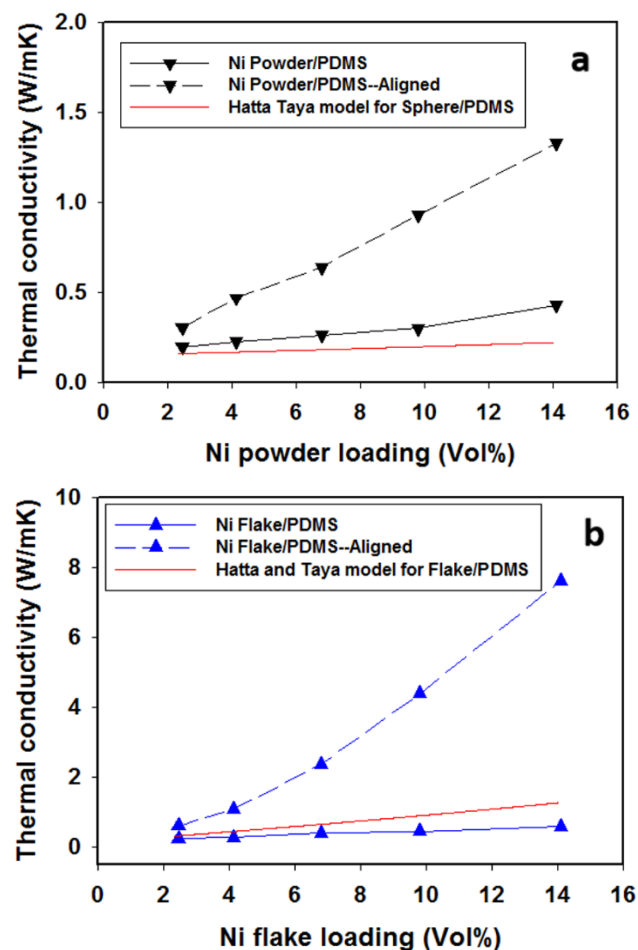 a
Ni Powder/PDMS
Ni Powder/PDMS--Aligned
Hatta Taya model for Sphere/PDMS
Thermal conductivity (W/mK)
2.0
1.5
1.0
0.5
0.0
0 2 4 6 8 10 12 14 16
Ni powder loading (Vol%)
b
Ni Flake/PDMS
Ni Flake/PDMS--Aligned
Hatta and Taya model for Flake/PDMS
Thermal conductivity (W/mK)
10
8
6
4
2
0
0 2 4 6 8 10 12 14 16
Ni flake loading (Vol%)